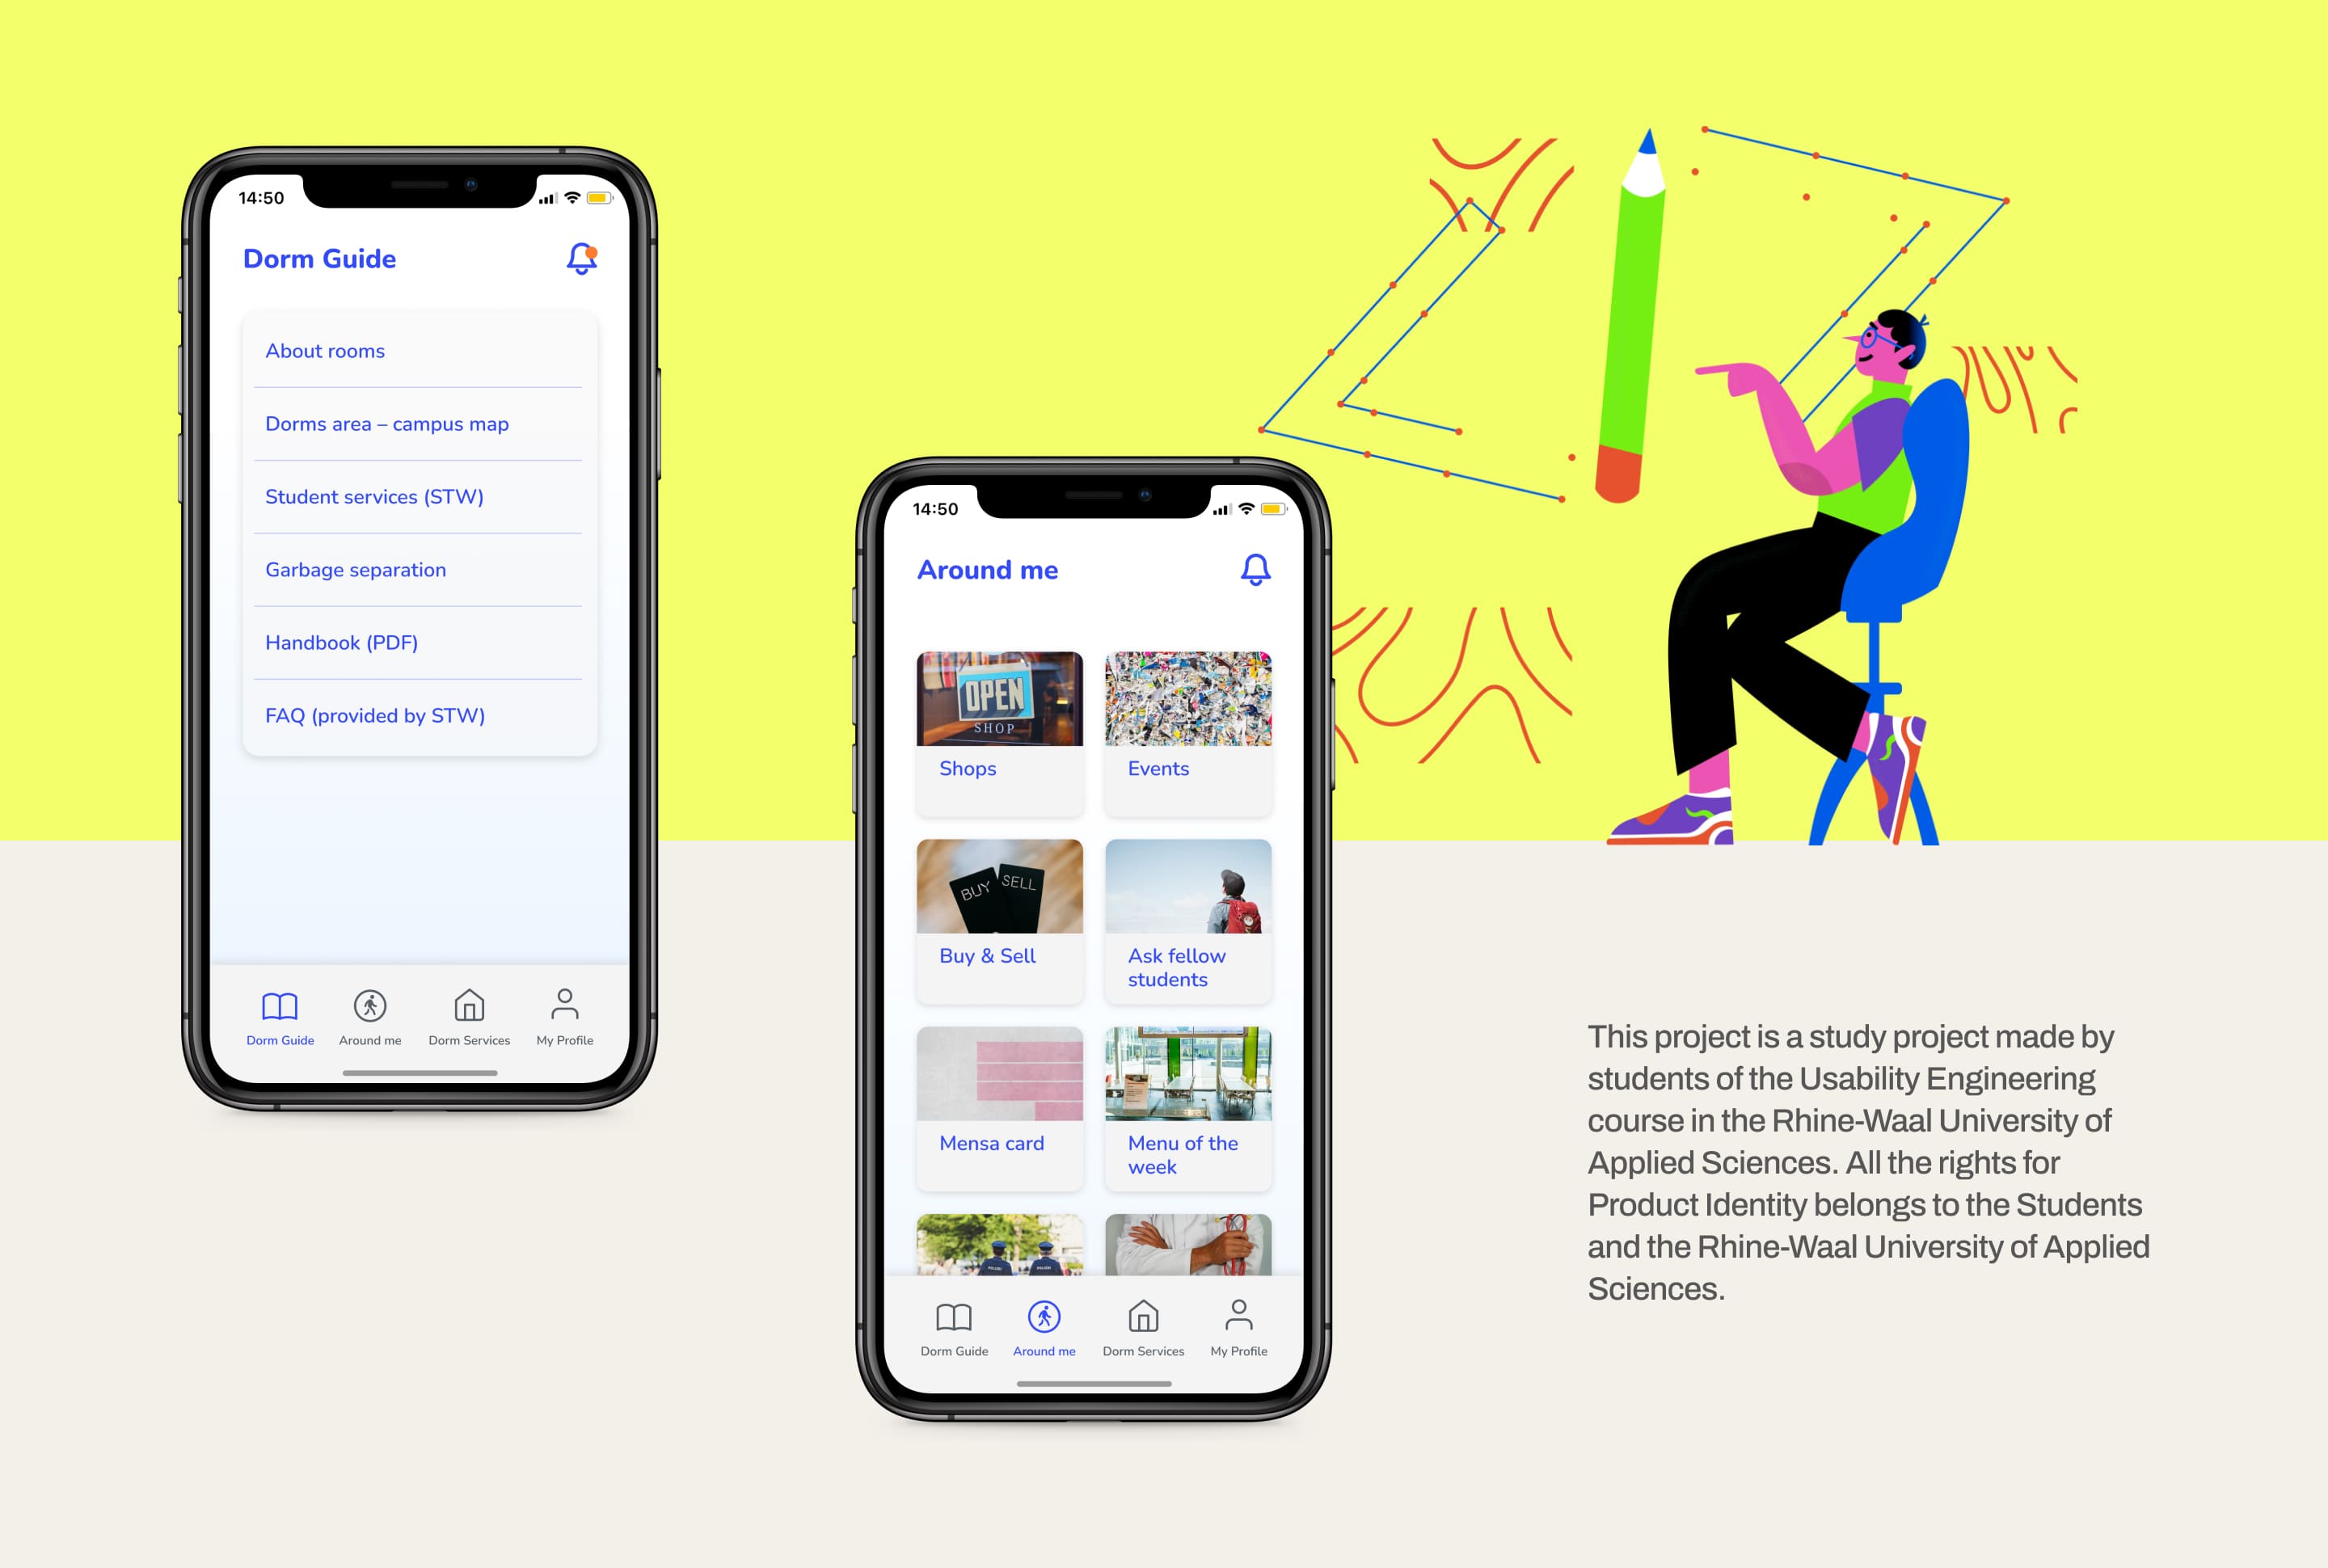 14:50
Dorm Guide
About rooms
Dorms area – campus map
Student services (STW)
Garbage separation
Handbook (PDF)
FAQ (provided by STW)
Dorm Guide
Around me
Dorm Services
My Profile
14:50
Around me
OPEN
SHOP
Shops
Events
BUY
SELL
Buy & Sell
Ask fellow
students
Mensa card
Menu of the
week
Dorm Guide
Around me
Dorm Services
My Profile
This project is a study project made by
students of the Usability Engineering
course in the Rhine-Waal University of
Applied Sciences. All the rights for
Product Identity belongs to the Students
and the Rhine-Waal University of Applied
Sciences.